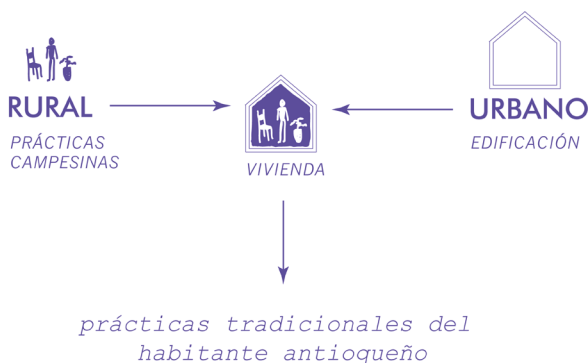 RURAL
PRÁCTICAS
CAMPESINAS
VIVIENDA
URBANO
EDIFICACIÓN
prácticas tradicionales del
habitante antioqueño